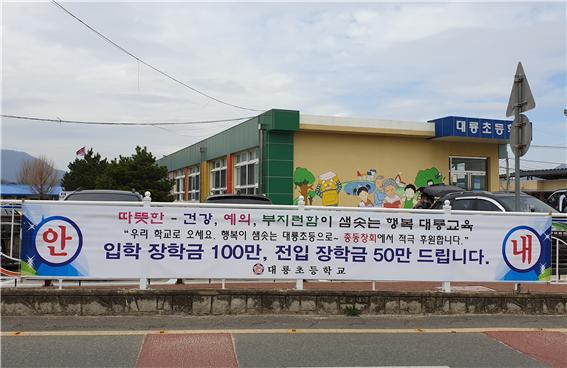 대룡초등학
안
따뜻한 - 건강, 예의, 부지런함이 샘솟는 행복 대룡교육
"우리 학교로 오세요. 행복이 샘솟는 대룡초등으로~ 총동창회에서 적극 후원합니다."
입학 장학금 100만, 전입 장학금 50만 드립니다.
대룡초등학교
내